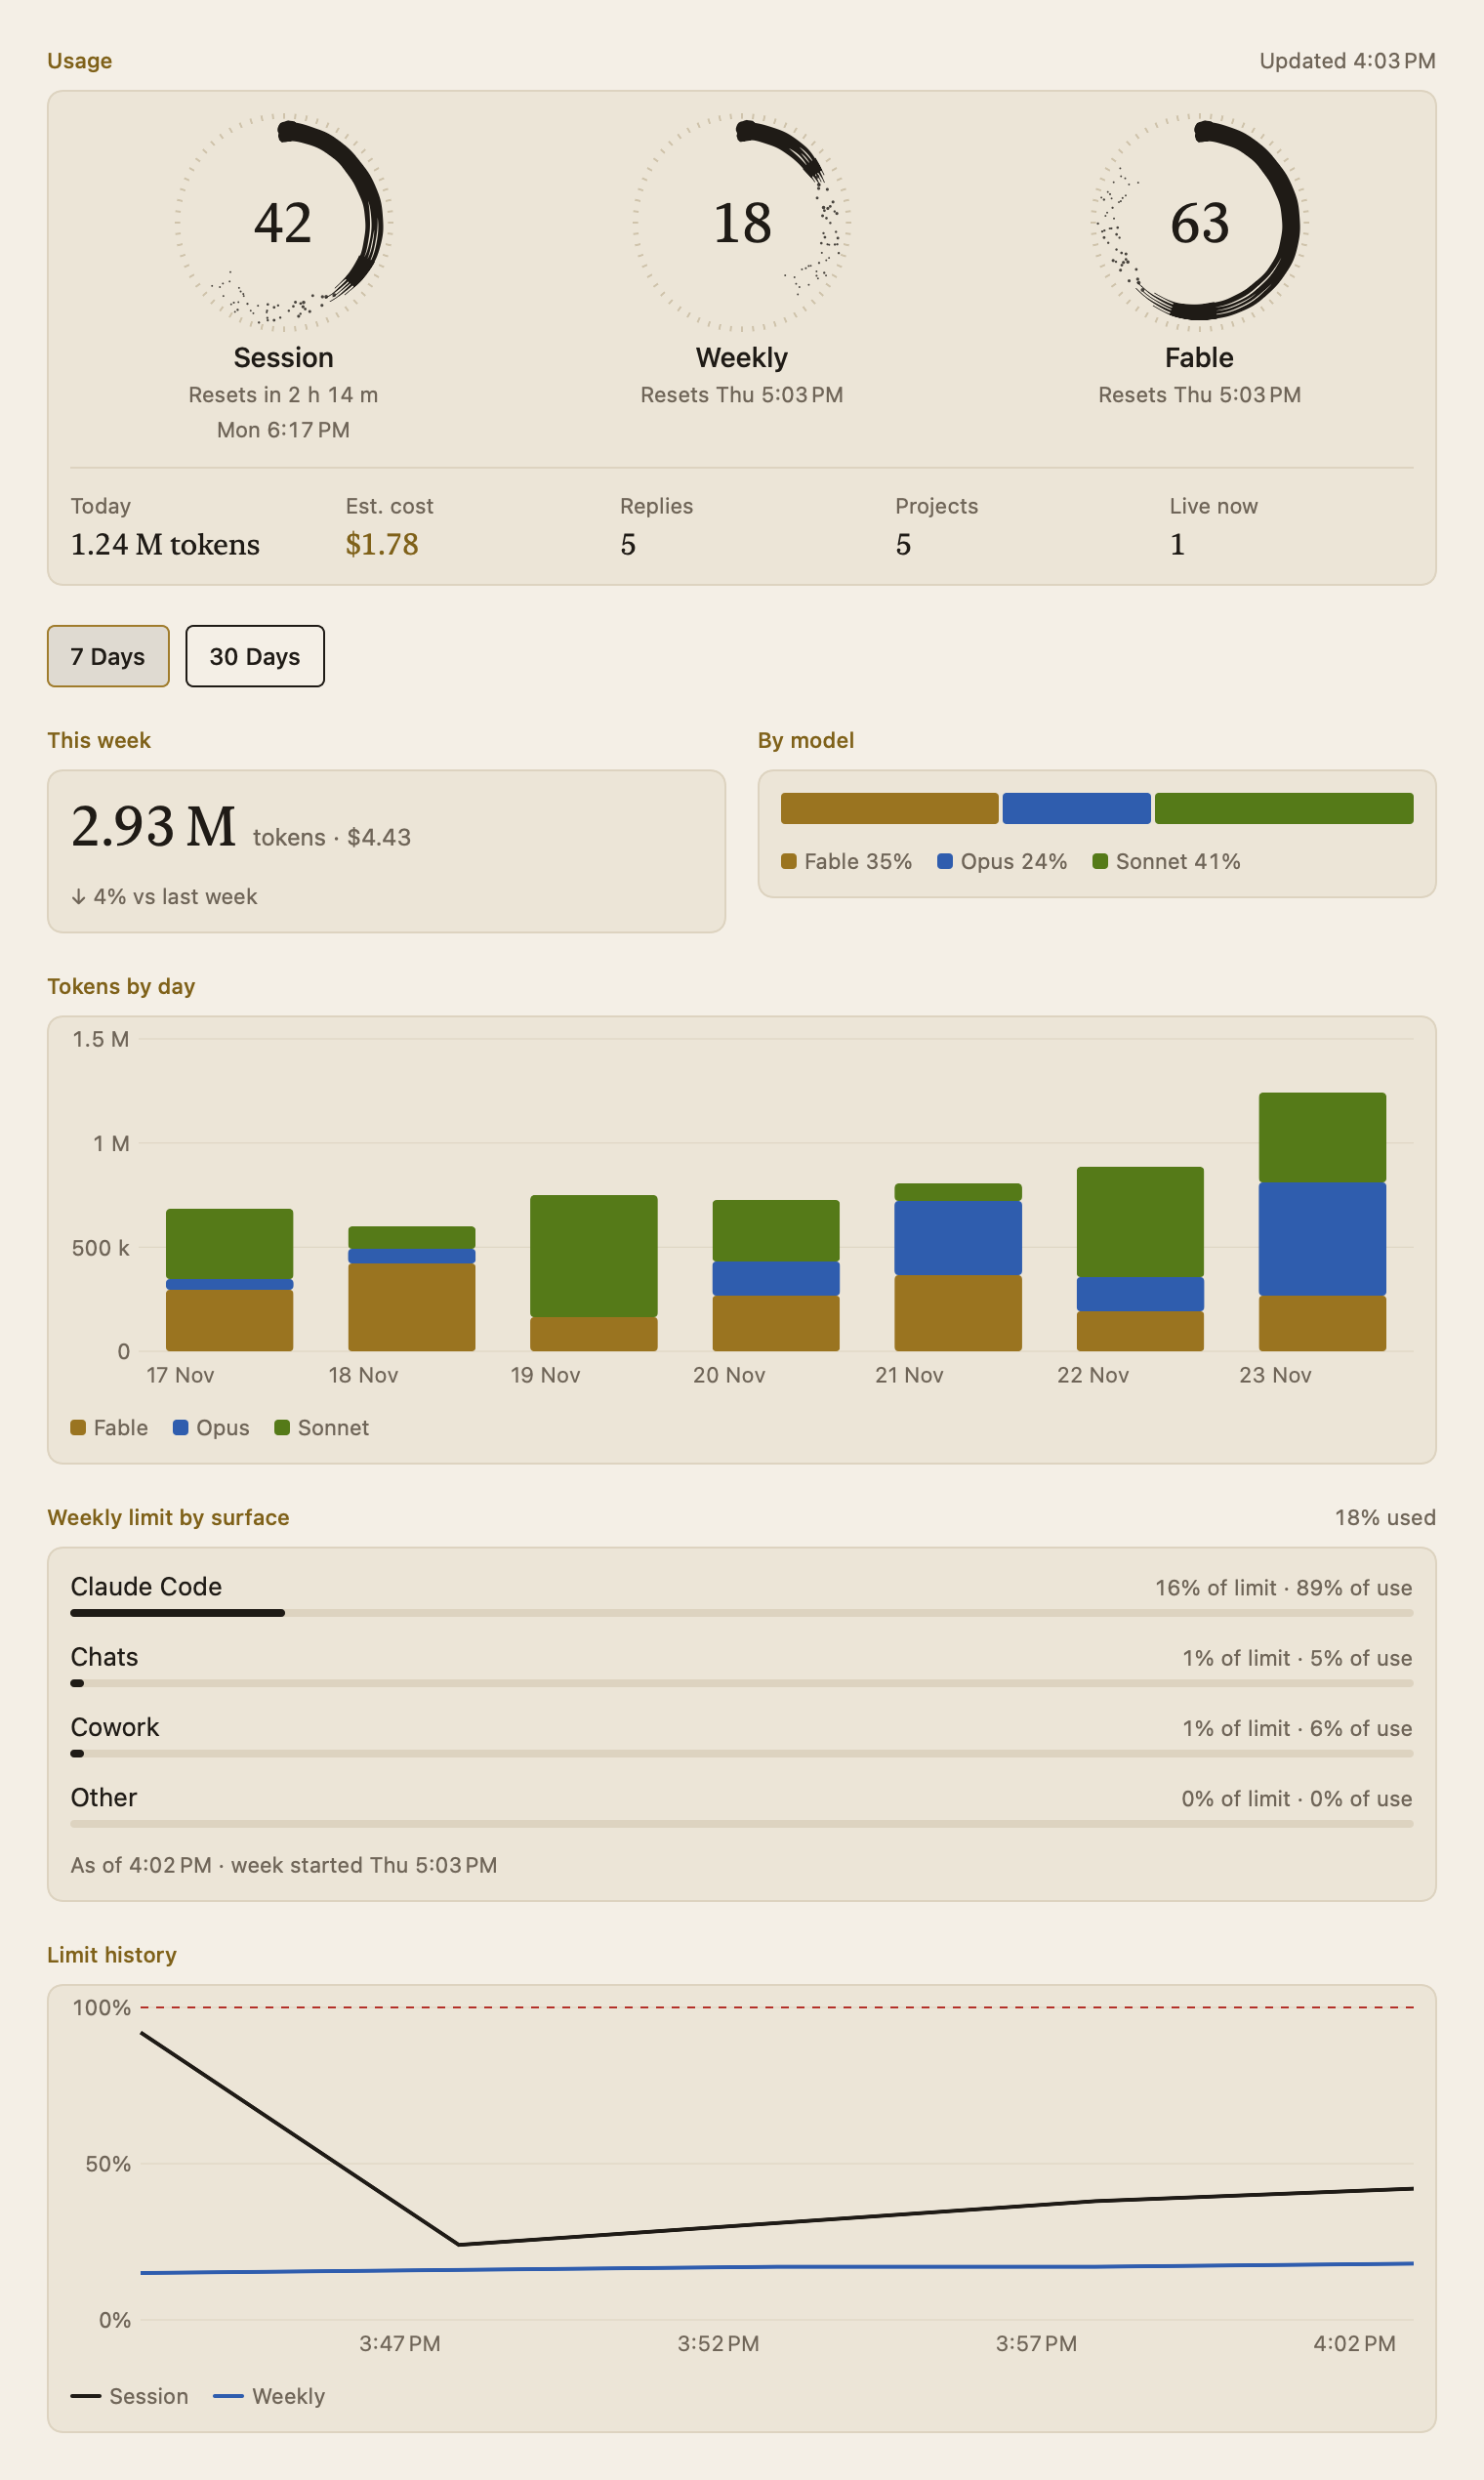 Usage
Updated 4:03 PM
42
18
63
Session
Weekly
Fable
Resets in 2 h 14 m
Mon 6:17 PM
Resets Thu 5:03 PM
Resets Thu 5:03 PM
Today
Est. cost
Replies
Projects
Live now
1.24 M tokens
$1.78
5
5
1
7 Days
30 Days
This week
2.93 M tokens · $4.43
↓ 4% vs last week
By model
Fable 35%
Opus 24%
Sonnet 41%
Tokens by day
1.5 M
1 M
500 k
0
17 Nov
18 Nov
19 Nov
20 Nov
21 Nov
22 Nov
23 Nov
Fable
Opus
Sonnet
Weekly limit by surface
18% used
Claude Code
16% of limit · 89% of use
Chats
1% of limit · 5% of use
Cowork
1% of limit · 6% of use
Other
0% of limit · 0% of use
As of 4:02 PM · week started Thu 5:03 PM
Limit history
100%
50%
0%
3:47 PM
3:52 PM
3:57 PM
4:02 PM
Session
Weekly